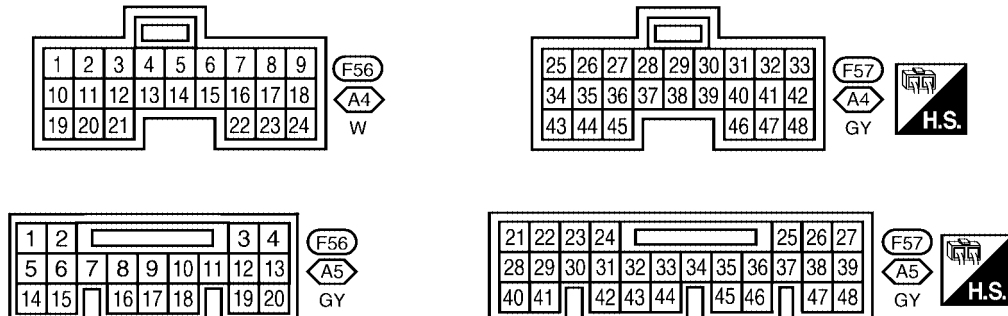 1 2 3 4 5 6 7 8 9 F56
10 11 12 13 14 15 16 17 18 A4
19 20 21 22 23 24 W
25 26 27 28 29 30 31 32 33 F57
34 35 36 37 38 39 40 41 42 A4
43 44 45 46 47 48 GY
H.S.
1 2 3 4 F56
5 6 7 8 9 10 11 12 13 A5
14 15 16 17 18 19 20 GY
21 22 23 24 25 26 27 F57
28 29 30 31 32 33 34 35 36 37 38 39 A5
40 41 42 43 44 45 46 47 48 GY
H.S.